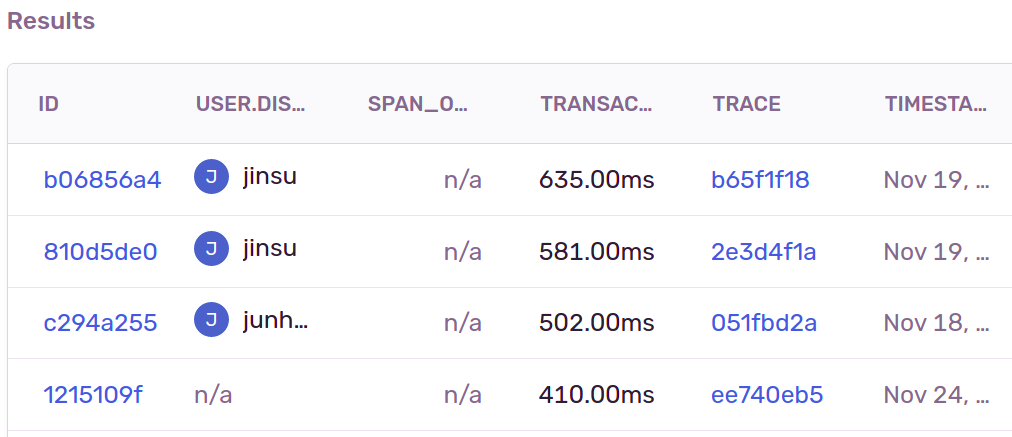 Results
ID USER.DIS... SPAN_O... TRANSAC... TRACE TIMESTA...
b06856a4 J jinsu n/a 635.00ms b65f1f18 Nov 19, ...
810d5de0 J jinsu n/a 581.00ms 2e3d4f1a Nov 19, ...
c294a255 J junh... n/a 502.00ms 051fbd2a Nov 18, ...
1215109f n/a n/a 410.00ms ee740eb5 Nov 24, ...